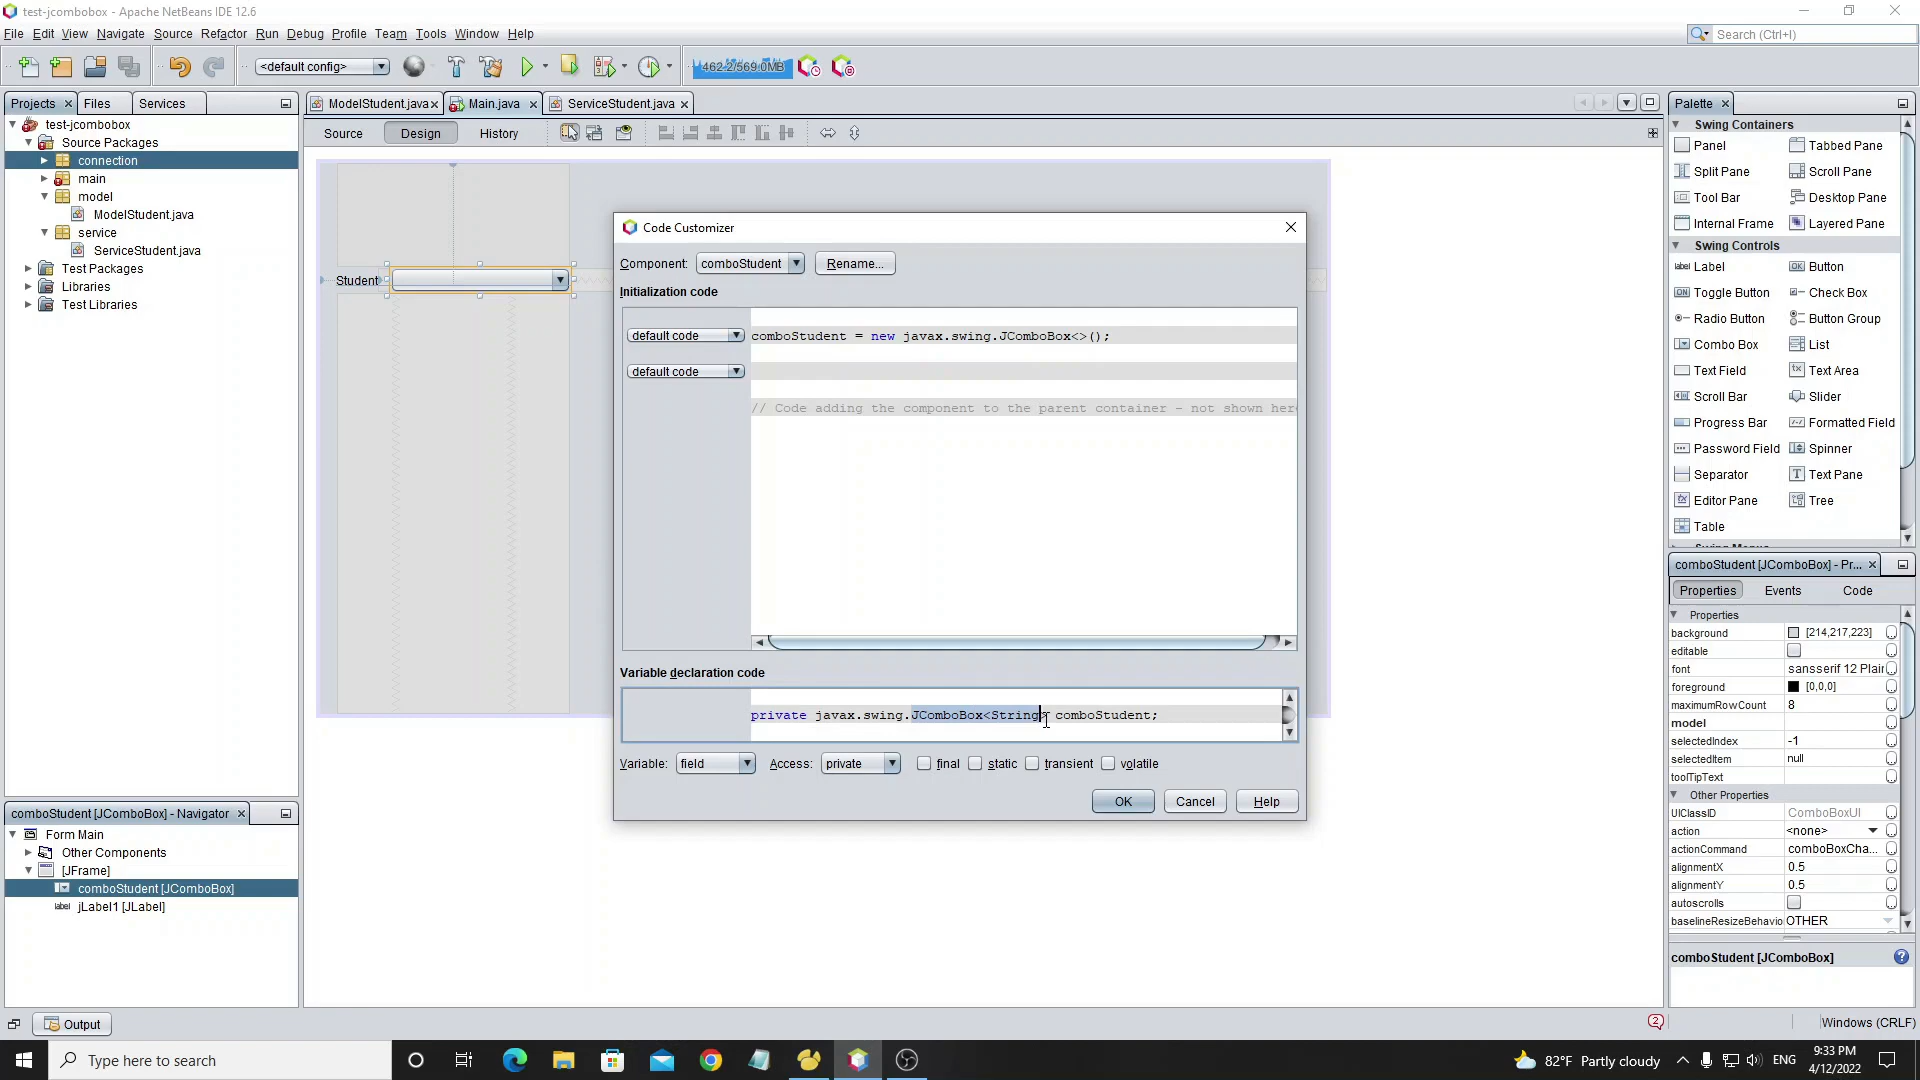 test-jcombobox - Apache NetBeans IDE 12.6
File Edit View Navigate Source Refactor Run Debug Profile Team Tools Window Help
Search (Ctrl+I)
<default config>
462.2/569.0MB
Projects Files Services
ModelStudent.java Main.java ServiceStudent.java
Palette
Source Design History
test-jcombobox
Source Packages
connection
main
model
ModelStudent.java
service
ServiceStudent.java
Test Packages
Libraries
Test Libraries
Student
Code Customizer
Component: comboStudent Rename...
Initialization code
default code
comboStudent = new javax.swing.JComboBox<>();
default code
// Code adding the component to the parent container - not shown here
Variable declaration code
private javax.swing.JComboBox<String> comboStudent;
Variable: field Access: private final static transient volatile
OK Cancel Help
Swing Containers
Panel Tabbed Pane
Split Pane Scroll Pane
Tool Bar Desktop Pane
Internal Frame Layered Pane
Swing Controls
Label Button
Toggle Button Check Box
Radio Button Button Group
Combo Box List
Text Field Text Area
Scroll Bar Slider
Progress Bar Formatted Field
Password Field Spinner
Separator Text Pane
Editor Pane Tree
Table
Swing Menus
comboStudent [JComboBox] - Pr...
Properties Events Code
Properties
background [214,217,223]
editable
font sansserif 12 Plain
foreground [0,0,0]
maximumRowCount 8
model
selectedIndex -1
selectedItem null
toolTipText
Other Properties
UIClassID ComboBoxUI
action <none>
actionCommand comboBoxCha...
alignmentX 0.5
alignmentY 0.5
autoscrolls
baselineResizeBehavio OTHER
comboStudent [JComboBox]
comboStudent [JComboBox] - Navigator
Form Main
Other Components
[JFrame]
comboStudent [JComboBox]
jLabel1 [JLabel]
Output
2
Windows (CRLF)
Type here to search
82°F Partly cloudy
ENG
9:33 PM
4/12/2022